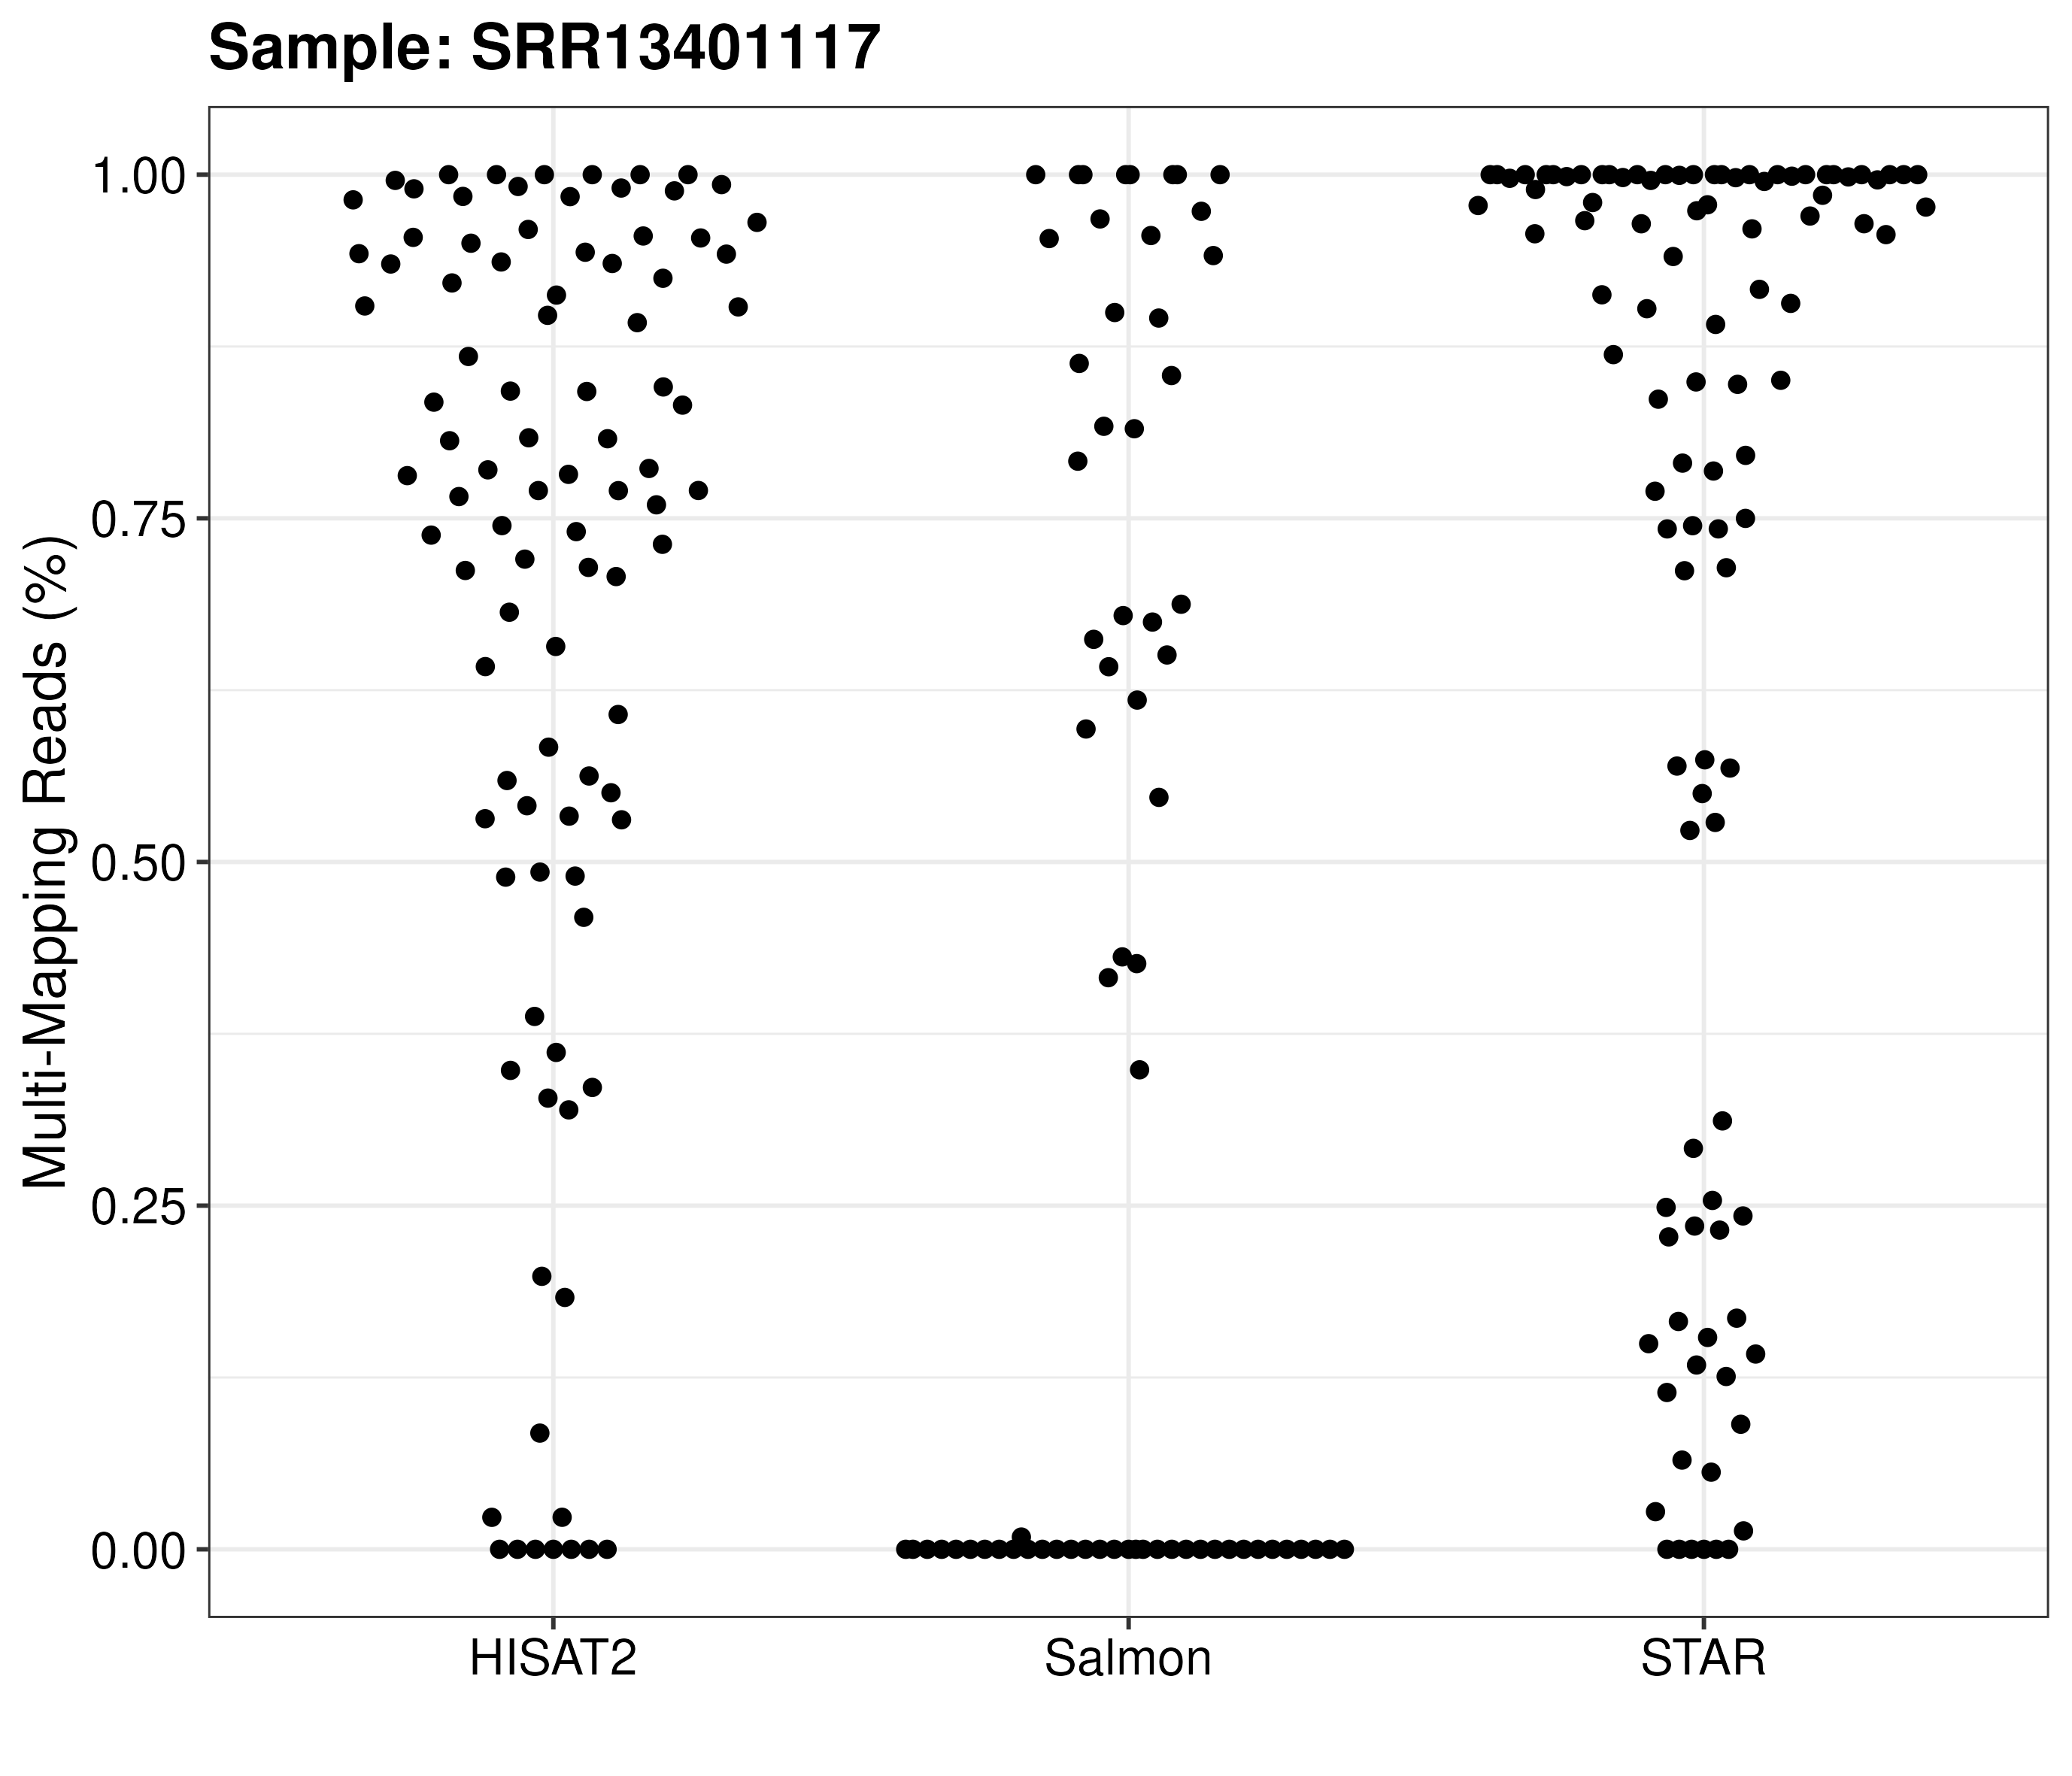 Sample: SRR13401117
Multi-Mapping Reads (%)
1.00
0.75
0.50
0.25
0.00
HISAT2 Salmon STAR